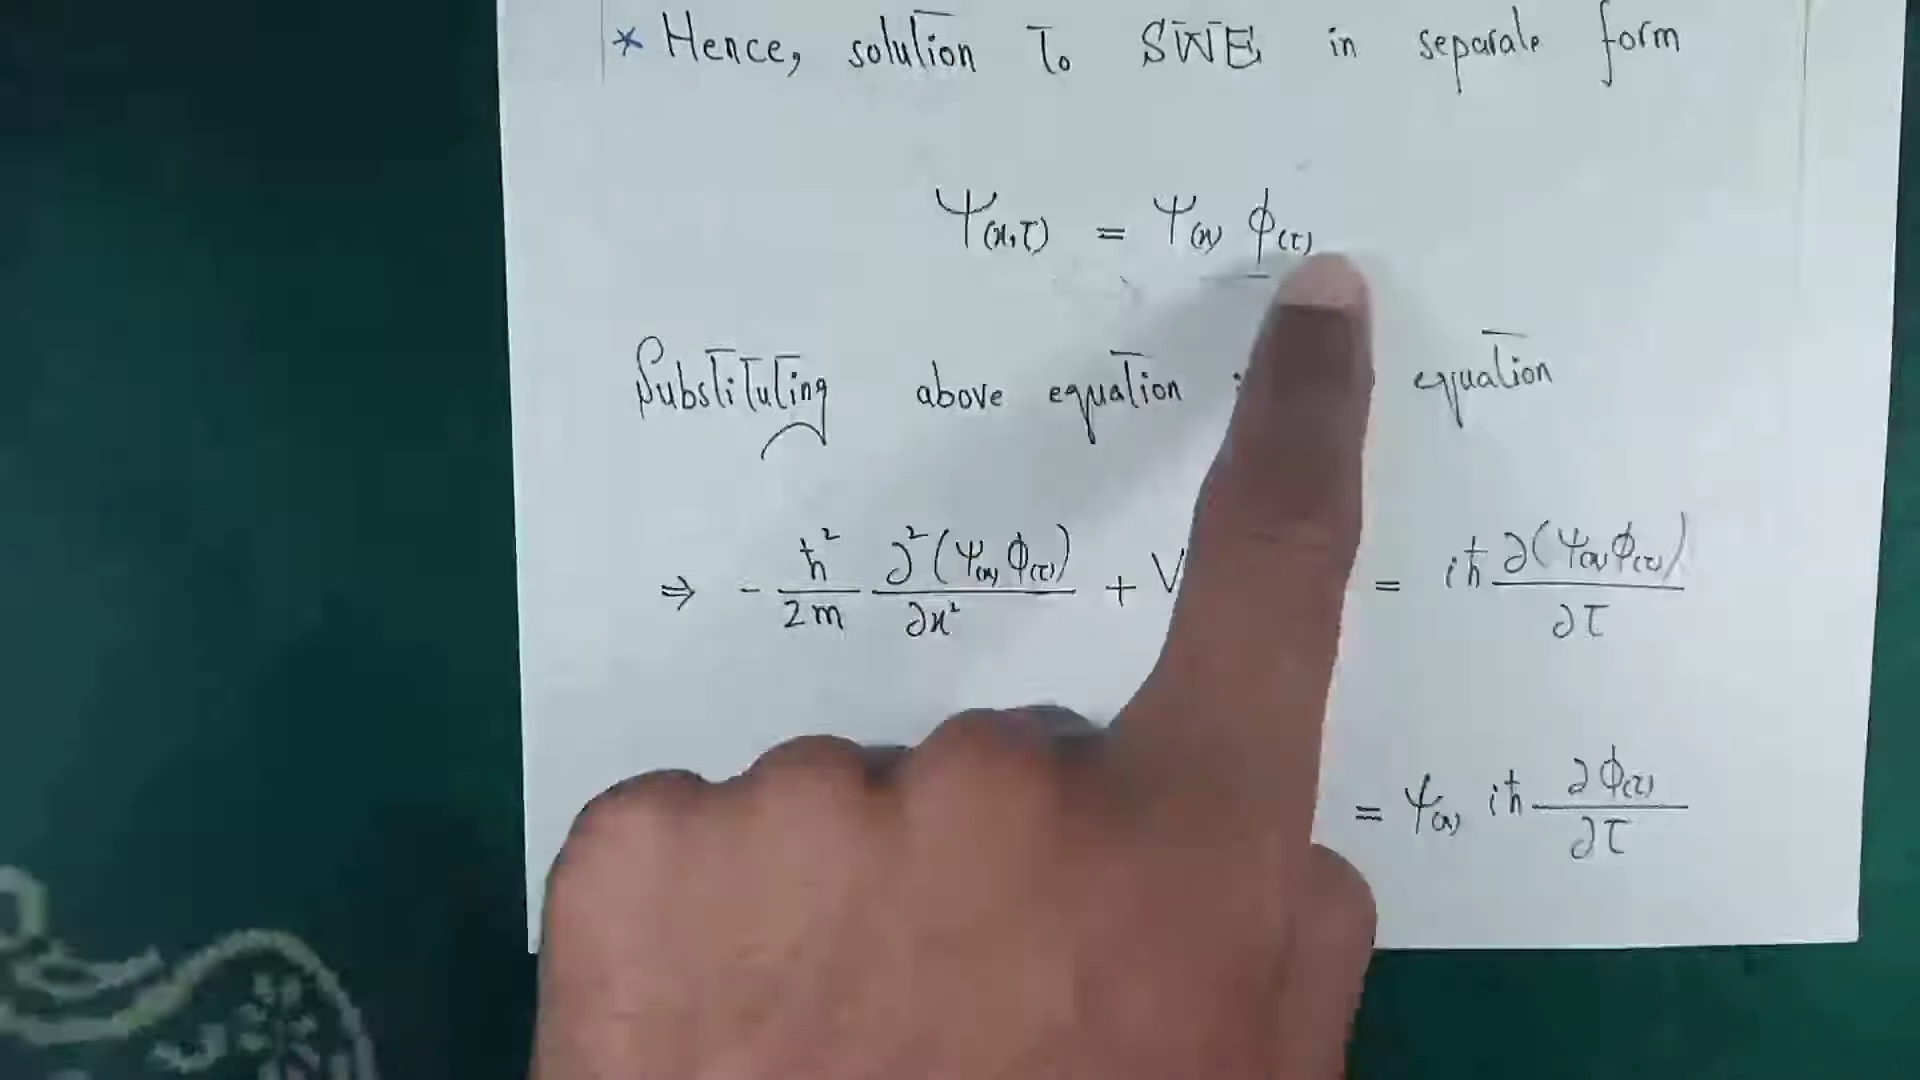 * Hence, solution To SWE in separate form
Ψ(x,t) = Ψ(x) ϕ(t)
Substituting above equation equation
⇒ - ħ²/2m ∂²(Ψ(x) ϕ(t))/∂x² + V = iħ ∂(Ψ(x) ϕ(t))/∂t
= Ψ(x) iħ ∂ϕ(t)/∂t